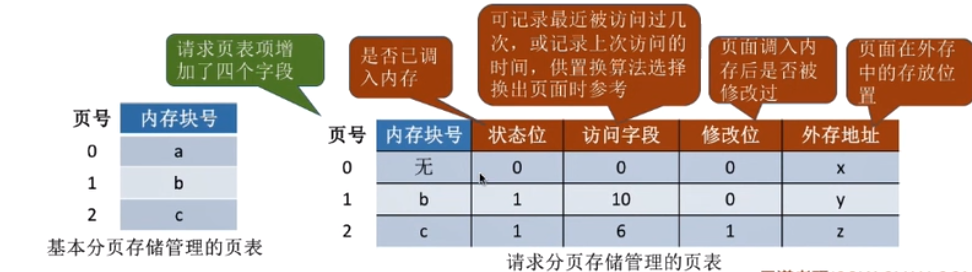 请求页表项增
加了四个字段
是否已调
入内存
可记录最近被访问过几
次，或记录上次访问的
时间，供置换算法选择
换出页面时参考
页面调入内
存后是否被
修改过
页面在外存
中的存放位
置
页号 内存块号
0 a
1 b
2 c
基本分页存储管理的页表
页号 内存块号 状态位 访问字段 修改位 外存地址
0 无 0 0 0 x
1 b 1 10 0 y
2 c 1 6 1 z
请求分页存储管理的页表